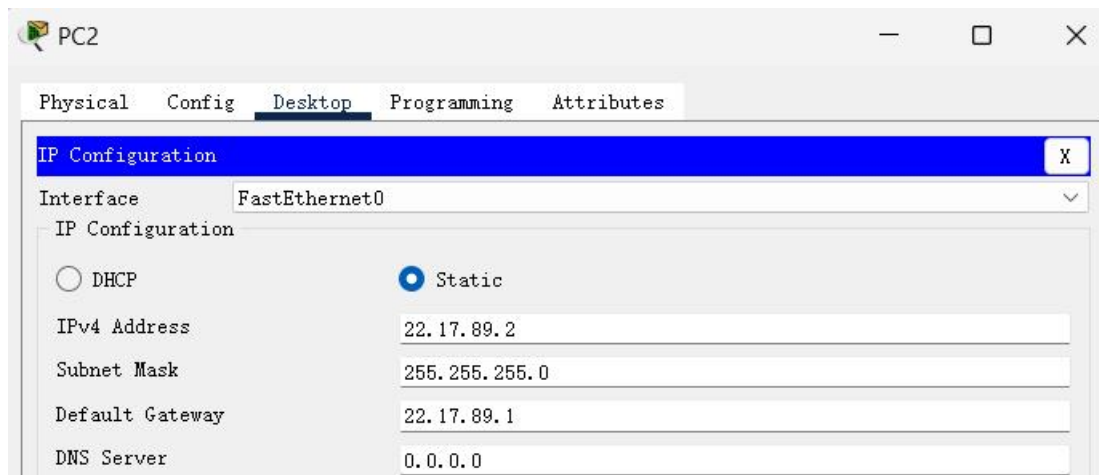 PC2
Physical Config Desktop Programming Attributes
IP Configuration X
Interface FastEthernet0
IP Configuration
DHCP Static
IPv4 Address 22.17.89.2
Subnet Mask 255.255.255.0
Default Gateway 22.17.89.1
DNS Server 0.0.0.0